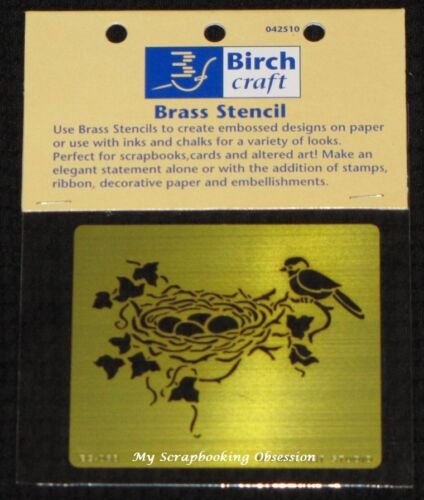 042510
Birch
craft
Brass Stencil
Use Brass Stencils to create embossed designs on paper
or use with inks and chalks for a variety of looks.
Perfect for scrapbooks,cards and altered art! Make an
elegant statement alone or with the addition of stamps,
ribbon, decorative paper and embellishments.
My Scrapbooking Obsession